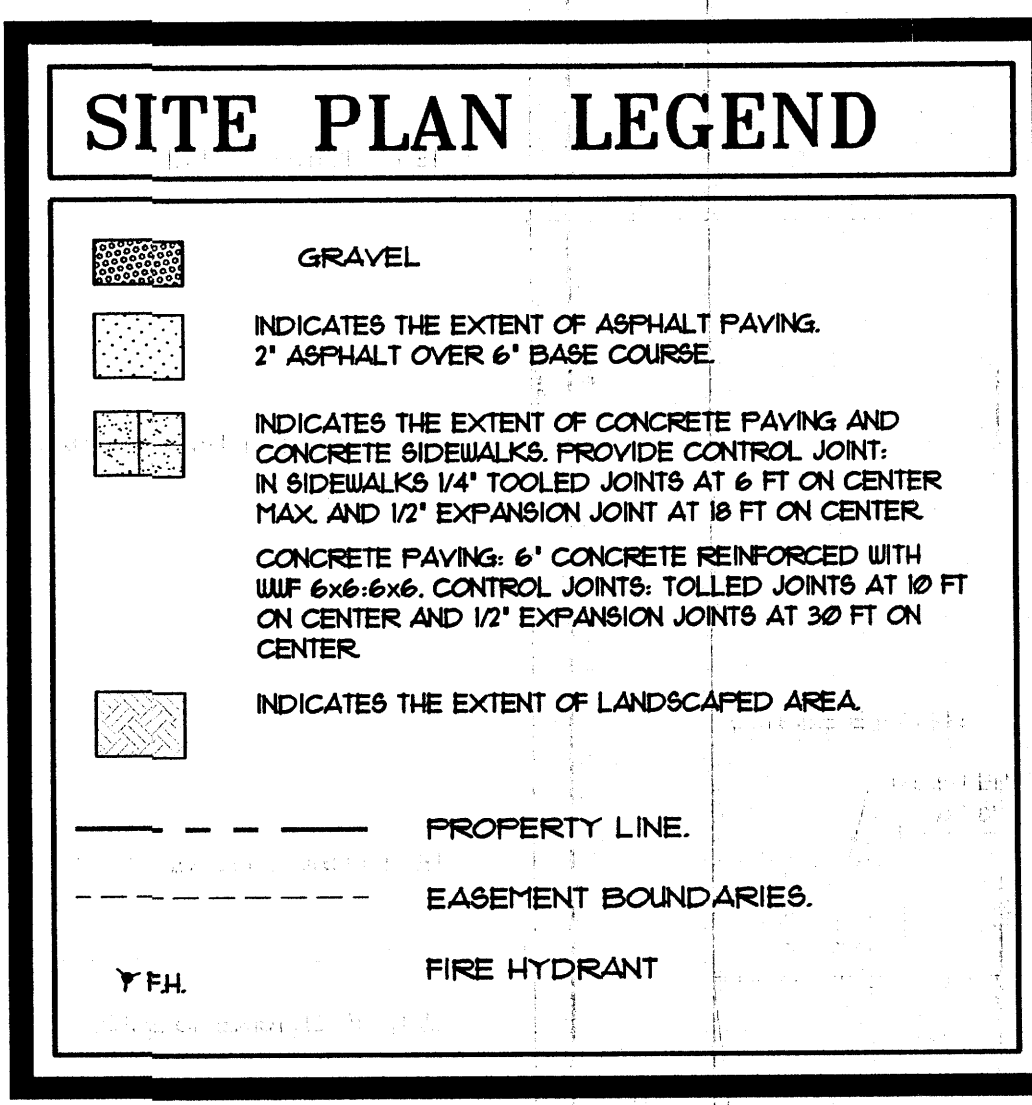 SITE PLAN LEGEND
GRAVEL
INDICATES THE EXTENT OF ASPHALT PAVING.
2" ASPHALT OVER 6" BASE COURSE.
INDICATES THE EXTENT OF CONCRETE PAVING AND
CONCRETE SIDEWALKS. PROVIDE CONTROL JOINT:
IN SIDEWALKS 1/4" TOOLED JOINTS AT 6 FT ON CENTER
MAX. AND 1/2" EXPANSION JOINT AT 18 FT ON CENTER.
CONCRETE PAVING: 6" CONCRETE REINFORCED WITH
WWF 6x6:6x6. CONTROL JOINTS: TOLLED JOINTS AT 10 FT
ON CENTER AND 1/2" EXPANSION JOINTS AT 30 FT ON
CENTER.
INDICATES THE EXTENT OF LANDSCAPED AREA.
PROPERTY LINE.
EASEMENT BOUNDARIES.
F.H. FIRE HYDRANT